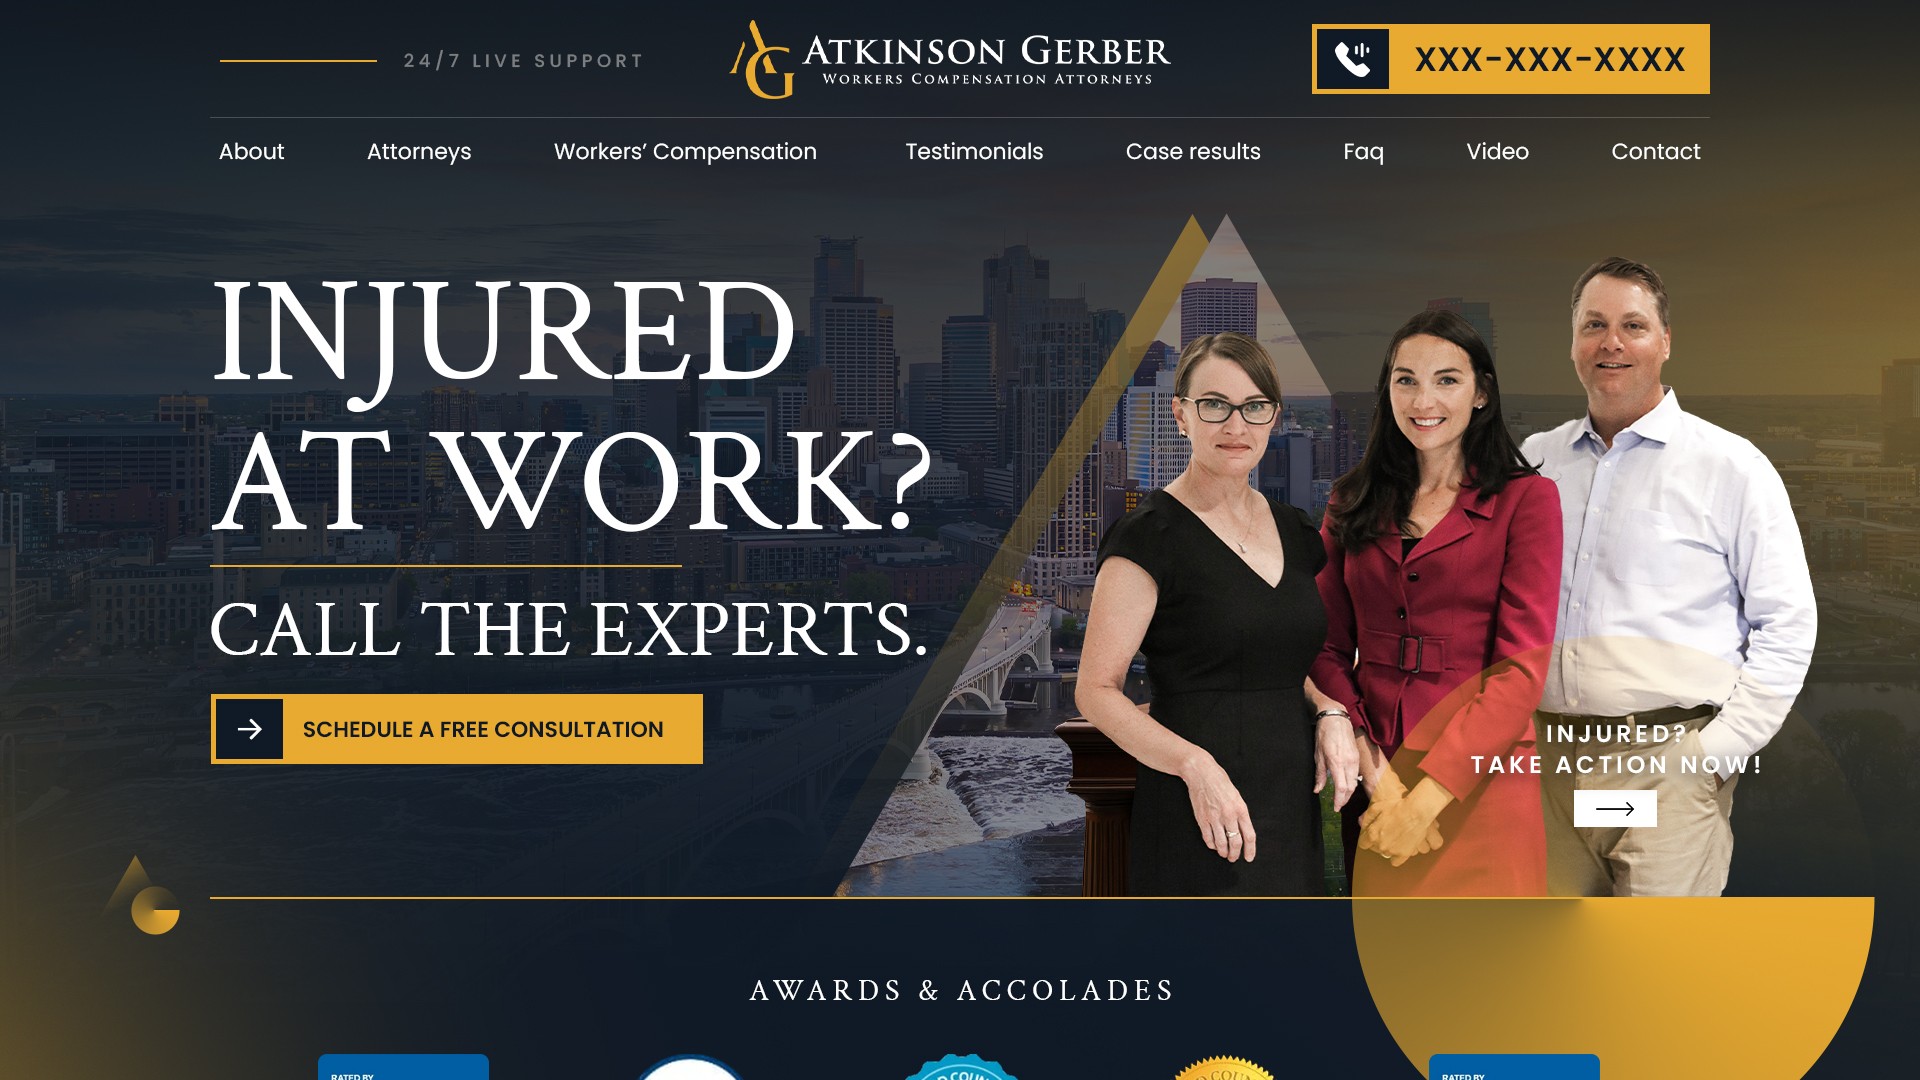 24/7 LIVE SUPPORT
AG
ATKINSON GERBER
WORKERS COMPENSATION ATTORNEYS
XXX-XXX-XXXX
About
Attorneys
Workers’ Compensation
Testimonials
Case results
Faq
Video
Contact
INJURED
AT WORK?
CALL THE EXPERTS.
SCHEDULE A FREE CONSULTATION
INJURED?
TAKE ACTION NOW!
AWARDS & ACCOLADES
RATED BY
RATED BY